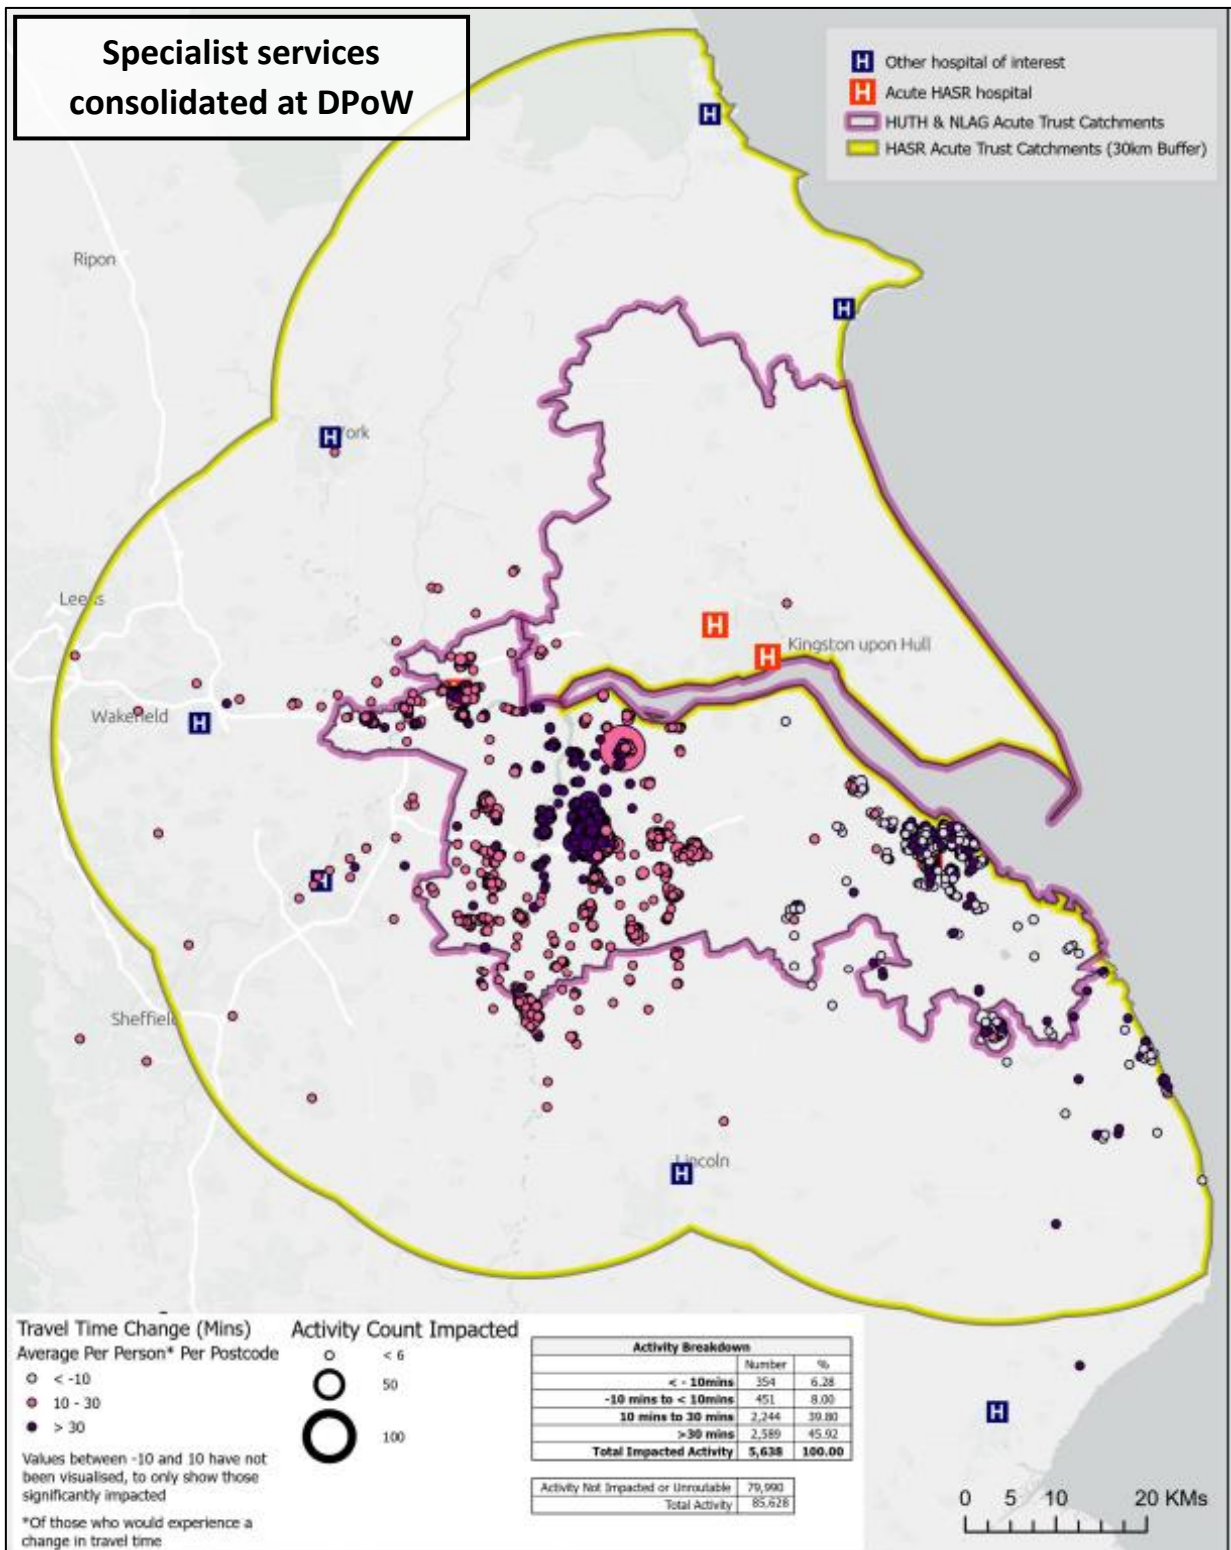 Specialist services
consolidated at DPoW
H Other hospital of interest
H Acute HASR hospital
HUTH & NLAG Acute Trust Catchments
HASR Acute Trust Catchments (30km Buffer)
H
Ripon
H
H
ork
Lee s
H
H Kingston upon Hull
Wakefield
H
H
Sheffield
Lincoln
H
H
Travel Time Change (Mins)
Average Per Person* Per Postcode
< -10
10 - 30
> 30
Values between -10 and 10 have not
been visualised, to only show those
significantly impacted
*Of those who would experience a
change in travel time
Activity Count Impacted
< 6
50
100
Activity Breakdown
Number %
< - 10mins 354 6.28
-10 mins to < 10mins 451 8.00
10 mins to 30 mins 2,244 39.80
>30 mins 2,589 45.92
Total Impacted Activity 5,638 100.00
Activity Not Impacted or Unroutable 79,990
Total Activity 85,628
0 5 10 20 KMs